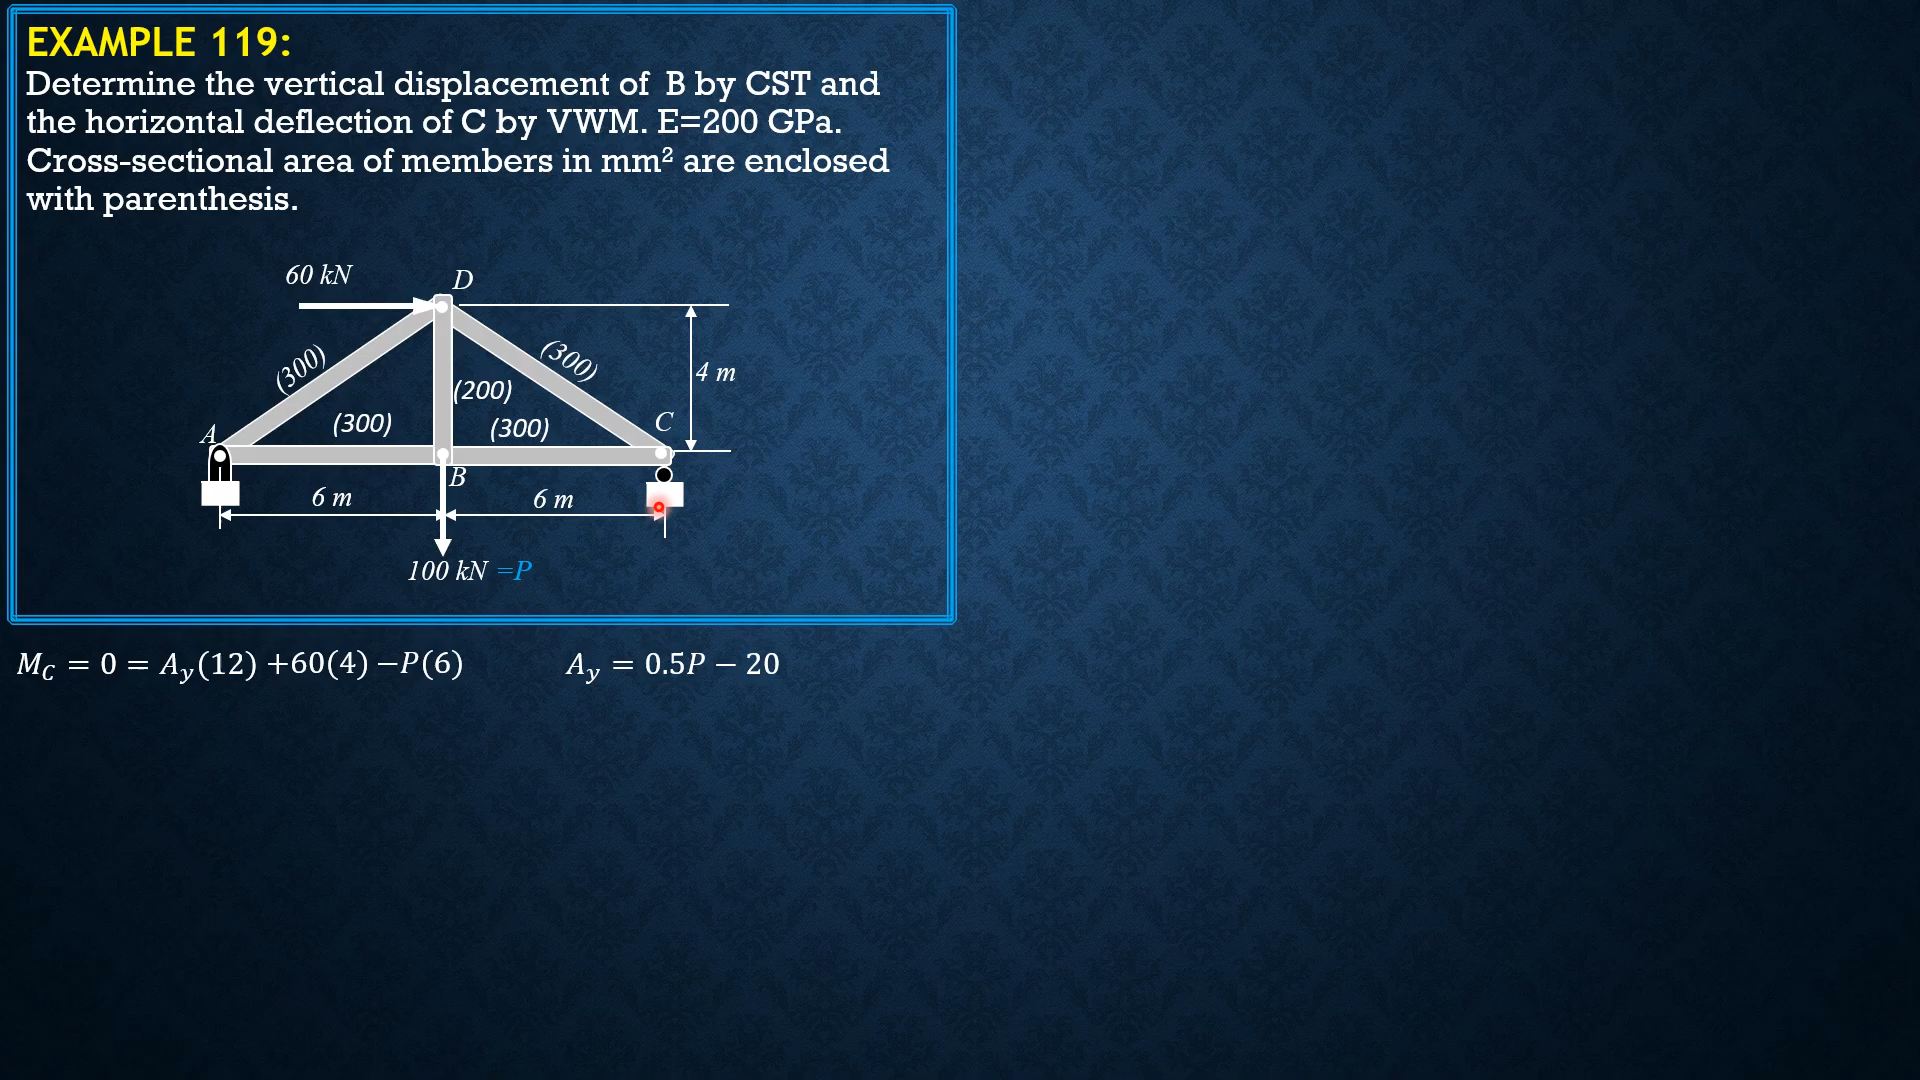 EXAMPLE 119:
Determine the vertical displacement of B by CST and
the horizontal deflection of C by VWM. E=200 GPa.
Cross-sectional area of members in mm² are enclosed
with parenthesis.
60 kN
D
(300)
(300)
4 m
(200)
(300)
(300)
C
A
B
6 m
6 m
100 kN =P
M_C = 0 = A_y(12) +60(4) −P(6)
A_y = 0.5P − 20